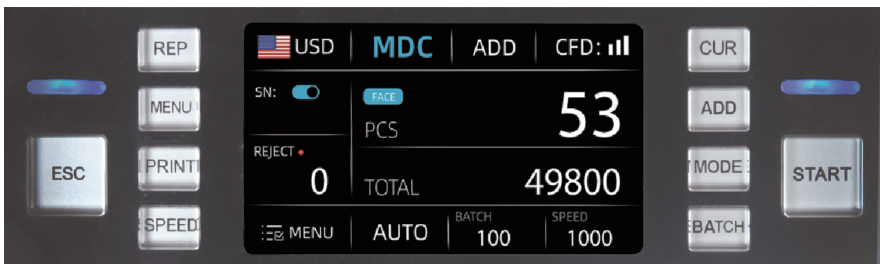 REP
MENU
PRINT
SPEED
ESC
USD
MDC
ADD
CFD:
SN:
FACE
PCS
53
REJECT
0
TOTAL
49800
MENU
AUTO
BATCH
100
SPEED
1000
CUR
ADD
MODE
BATCH
START